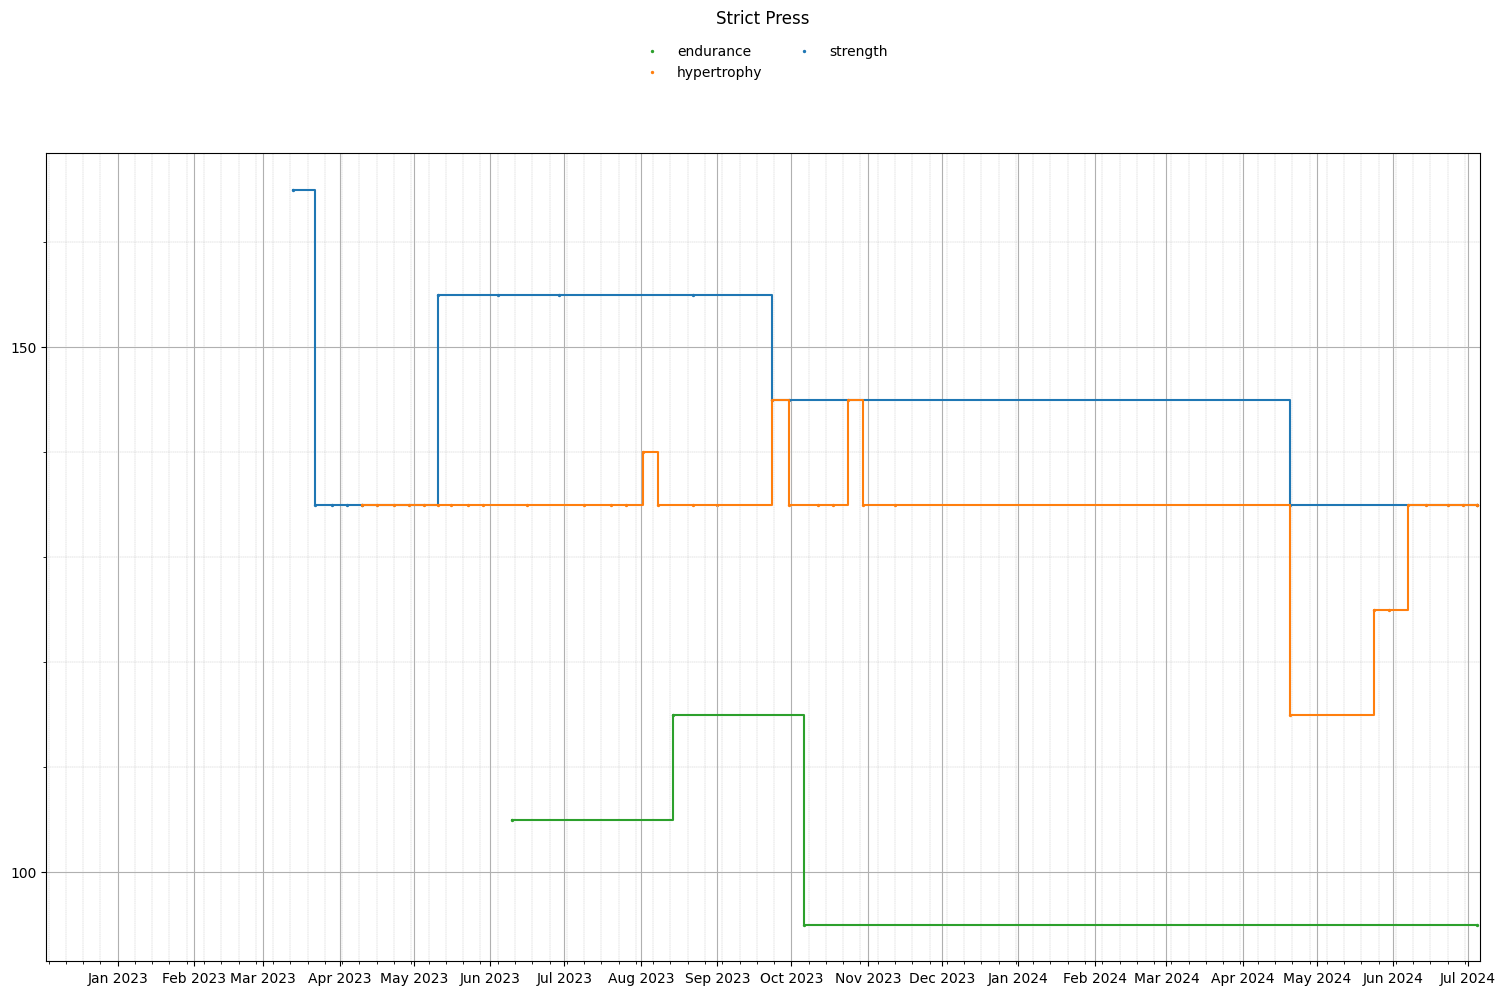 Strict Press
endurance strength
hypertrophy
150
100
Jan 2023 Feb 2023 Mar 2023 Apr 2023 May 2023 Jun 2023 Jul 2023 Aug 2023 Sep 2023 Oct 2023 Nov 2023 Dec 2023 Jan 2024 Feb 2024 Mar 2024 Apr 2024 May 2024 Jun 2024 Jul 2024